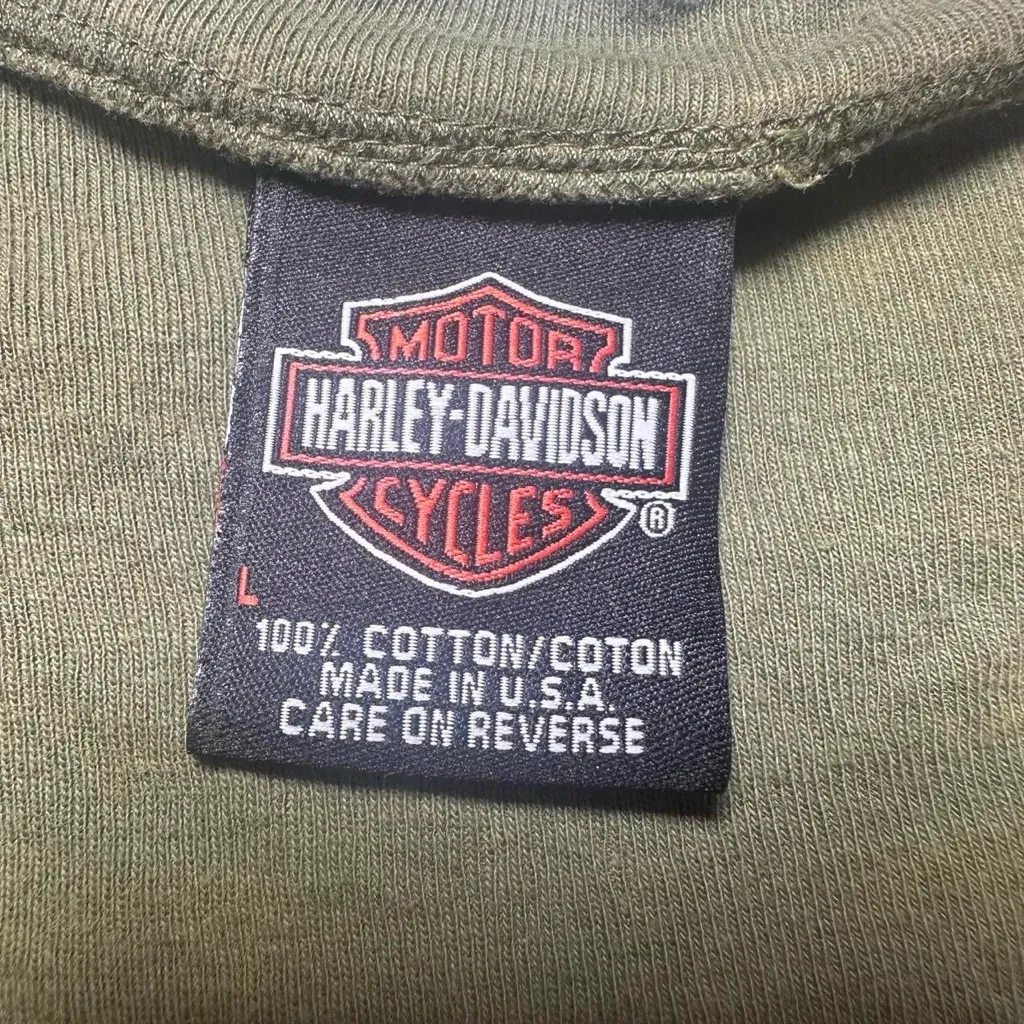 MOTOR
HARLEY-DAVIDSON
CYCLES
®
L
100% COTTON/COTON
MADE IN U.S.A.
CARE ON REVERSE